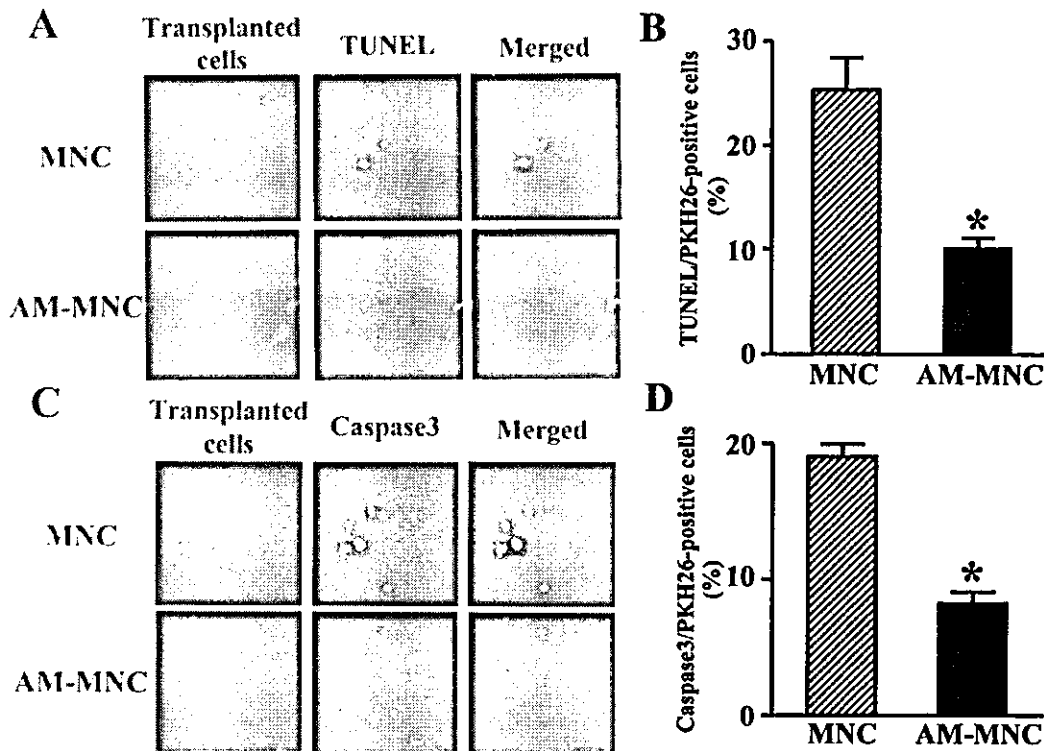 A
Transplanted cells
TUNEL
Merged
MNC
AM-MNC
B
TUNEL/PKH26-positive cells
(%)
30
20
10
0
*
MNC
AM-MNC
C
Transplanted cells
Caspase3
Merged
MNC
AM-MNC
D
Caspase3/PKH26-positive cells
(%)
20
10
0
*
MNC
AM-MNC